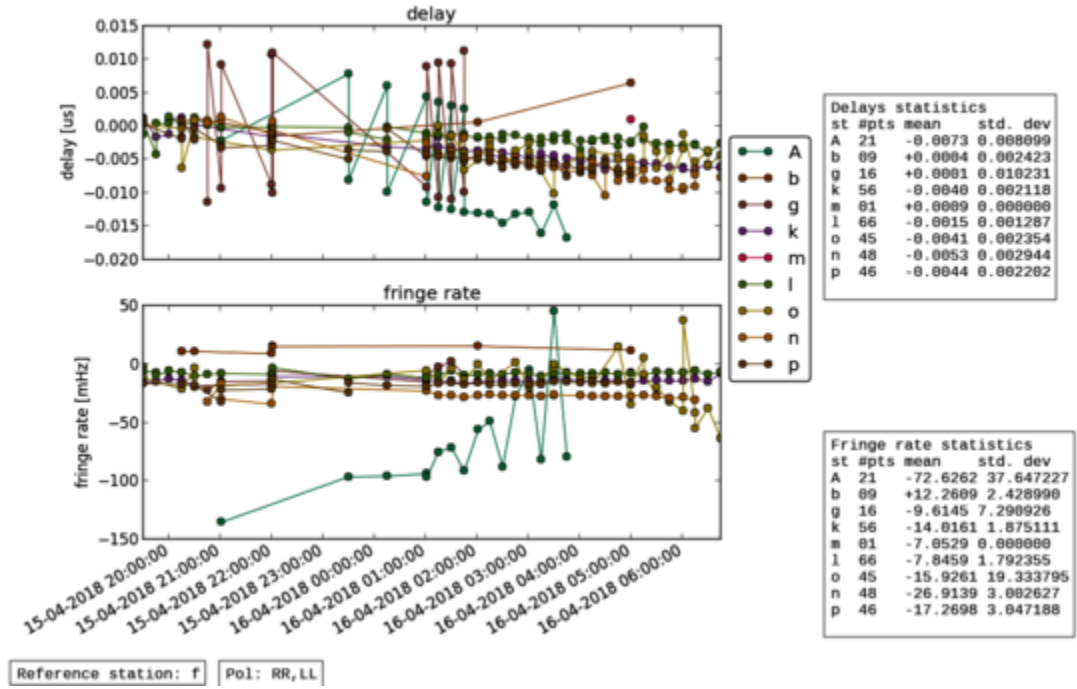 delay
0.015
0.010
0.005
0.000
−0.005
−0.010
−0.015
−0.020
delay [us]
fringe rate
50
0
−50
−100
−150
fringe rate [mHz]
15-04-2018 20:00:00
15-04-2018 21:00:00
15-04-2018 22:00:00
15-04-2018 23:00:00
16-04-2018 00:00:00
16-04-2018 01:00:00
16-04-2018 02:00:00
16-04-2018 03:00:00
16-04-2018 04:00:00
16-04-2018 05:00:00
16-04-2018 06:00:00
A
b
g
k
m
l
o
n
p
Delays statistics
st #pts mean std. dev
A 21 -0.0073 0.008099
b 09 +0.0004 0.002423
g 16 +0.0001 0.010231
k 56 -0.0040 0.002118
m 01 +0.0009 0.000000
l 66 -0.0015 0.001287
o 45 -0.0041 0.002354
n 48 -0.0053 0.002944
p 46 -0.0044 0.002202
Fringe rate statistics
st #pts mean std. dev
A 21 -72.6262 37.647227
b 09 +12.2609 2.428990
g 16 -9.6145 7.290926
k 56 -14.0161 1.875111
m 01 -7.0529 0.000000
l 66 -7.8459 1.792355
o 45 -15.9261 19.333795
n 48 -26.9139 3.002627
p 46 -17.2698 3.047188
Reference station: f
Pol: RR,LL